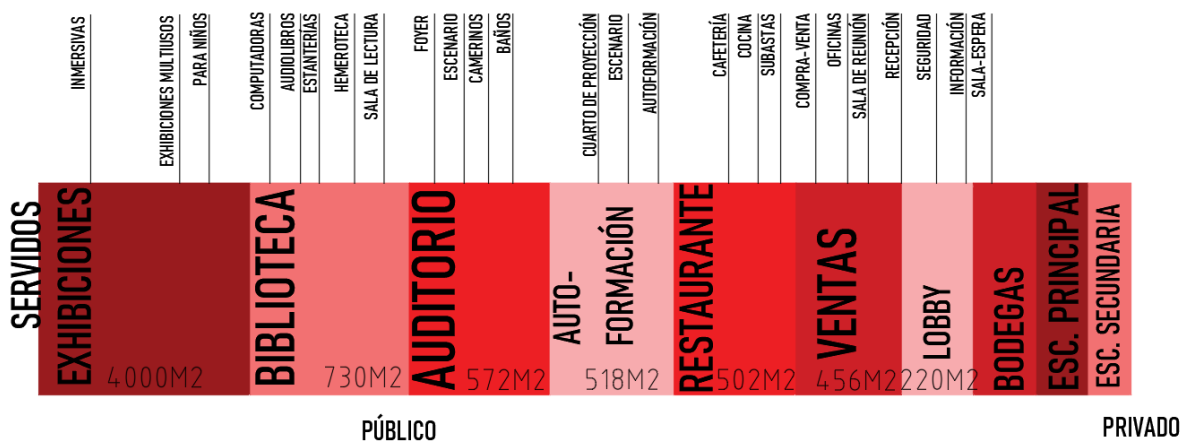 INMERSIVAS
EXHIBICIONES MULTIUSOS
PARA NIÑOS
COMPUTADORAS
AUDIOLIBROS
ESTANTERÍAS
HEMEROTECA
SALA DE LECTURA
FOYER
ESCENARIO
CAMERINOS
BAÑOS
CUARTO DE PROYECCIÓN
ESCENARIO
AUTOFORMACIÓN
CAFETERÍA
COCINA
SUBASTAS
COMPRA-VENTA
OFICINAS
SALA DE REUNIÓN
RECEPCIÓN
SEGURIDAD
INFORMACIÓN
SALA-ESPERA
SERVIDOS
EXHIBICIONES
4000M2
BIBLIOTECA
730M2
AUDITORIO
572M2
AUTO-
FORMACIÓN
518M2
RESTAURANTE
502M2
VENTAS
456M2
LOBBY
220M2
BODEGAS
ESC. PRINCIPAL
ESC. SECUNDARIA
PÚBLICO
PRIVADO